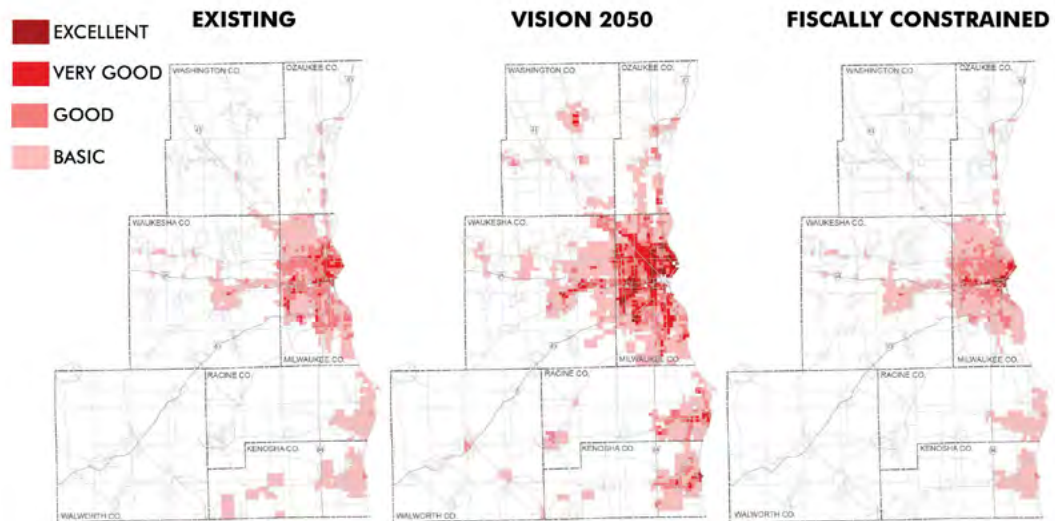 EXISTING
VISION 2050
FISCALLY CONSTRAINED
EXCELLENT
VERY GOOD
GOOD
BASIC
WASHINGTON CO.
OZAUKEE CO.
WAUKESHA CO.
MILWAUKEE CO.
RACINE CO.
KENOSHA CO.
WALWORTH CO.
WASHINGTON CO.
OZAUKEE CO.
WAUKESHA CO.
MILWAUKEE CO.
RACINE CO.
KENOSHA CO.
WALWORTH CO.
WASHINGTON CO.
OZAUKEE CO.
WAUKESHA CO.
MILWAUKEE CO.
RACINE CO.
KENOSHA CO.
WALWORTH CO.